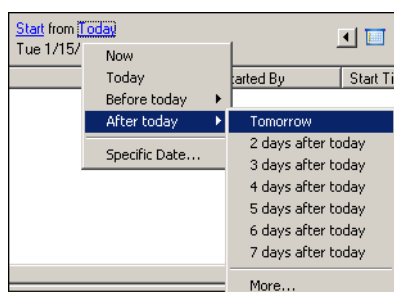 Start from Today
Tue 1/15/
Started By Start Ti
Now
Today
Before today
After today
Specific Date...
Tomorrow
2 days after today
3 days after today
4 days after today
5 days after today
6 days after today
7 days after today
More...